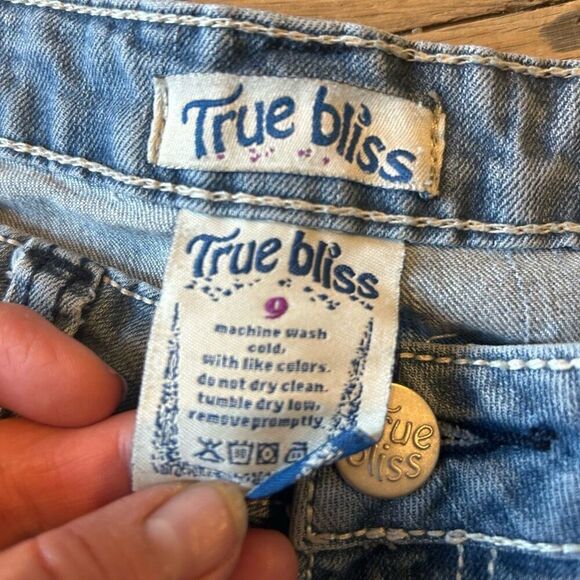 True bliss
True bliss
9
machine wash
cold,
with like colors.
do not dry clean.
tumble dry low,
remove promptly.
True
bliss